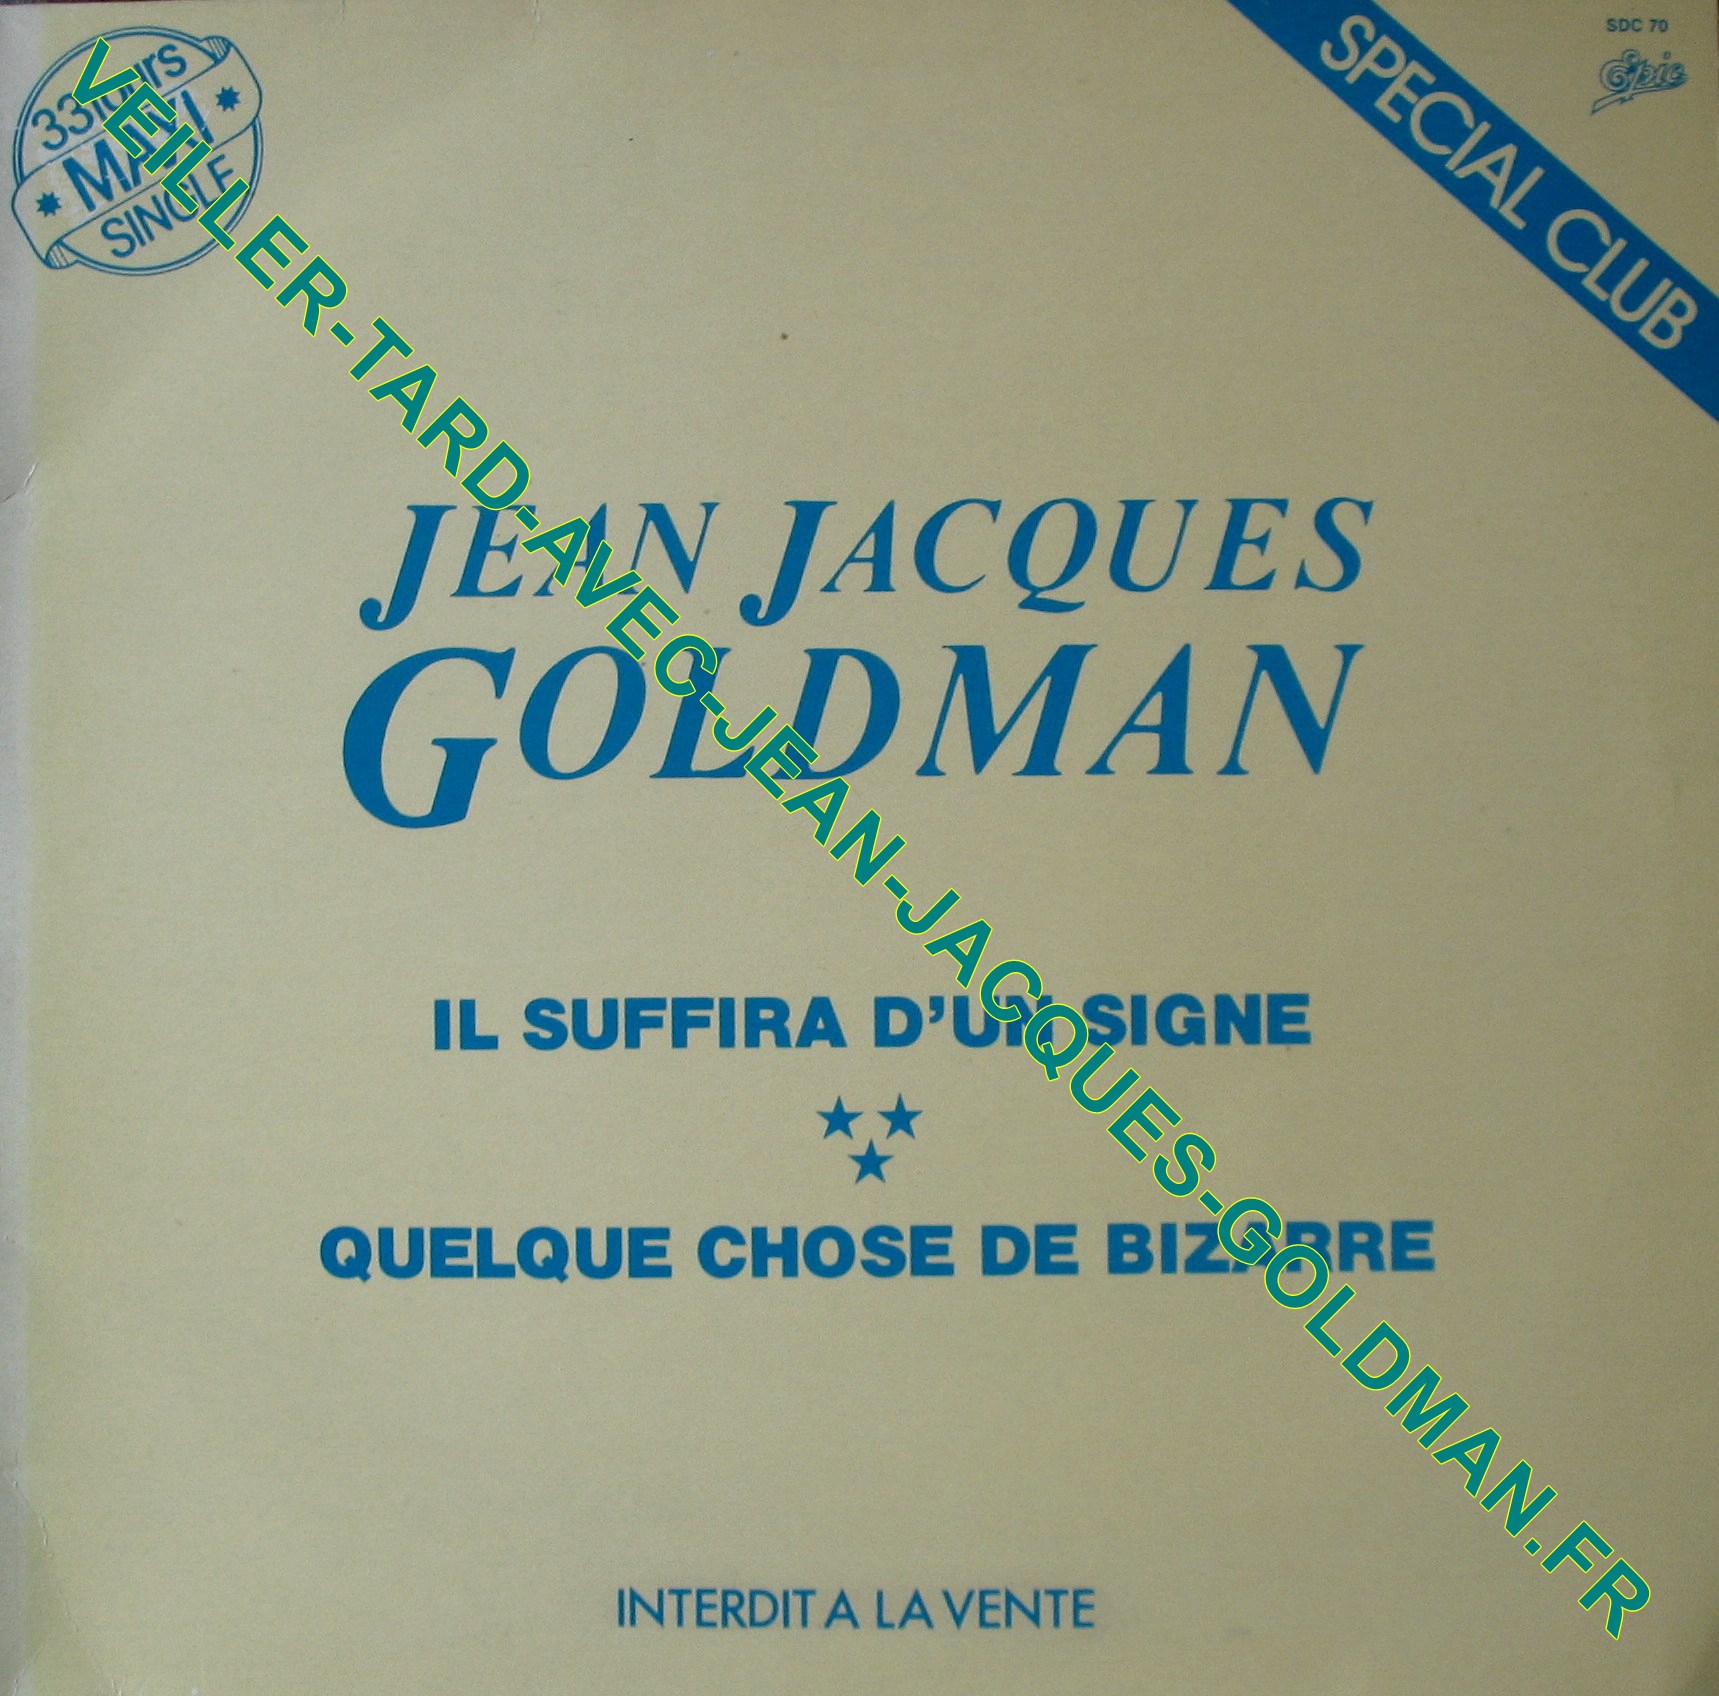 33 Tours
MAXI
SINGLE
SPECIAL CLUB
SDC 70
Epic
JEAN JACQUES
GOLDMAN
IL SUFFIRA D'UN SIGNE
QUELQUE CHOSE DE BIZARRE
INTERDIT A LA VENTE
VEILLER-TARD-AVEC-JEAN-JACQUES-GOLDMAN.FR